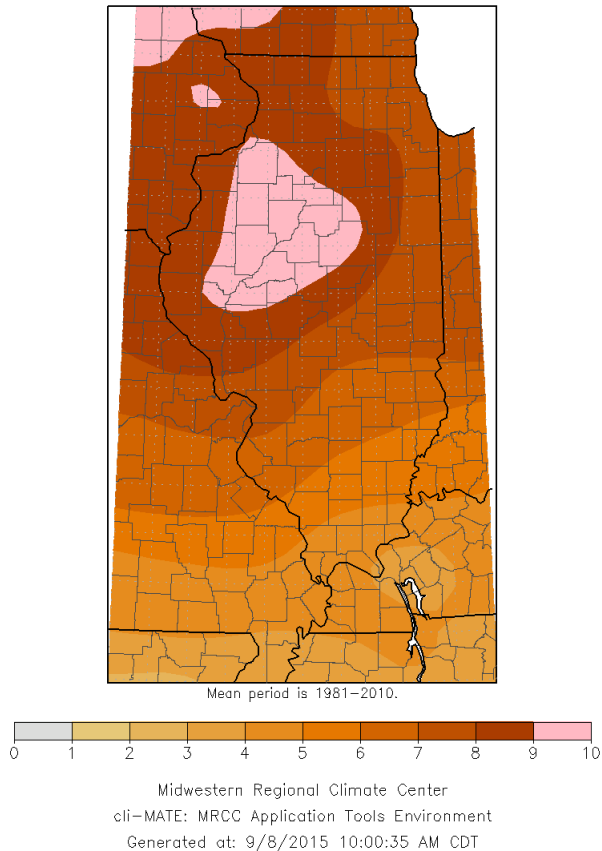 Mean period is 1981-2010.
0 1 2 3 4 5 6 7 8 9 10
Midwestern Regional Climate Center
cli-MATE: MRCC Application Tools Environment
Generated at: 9/8/2015 10:00:35 AM CDT